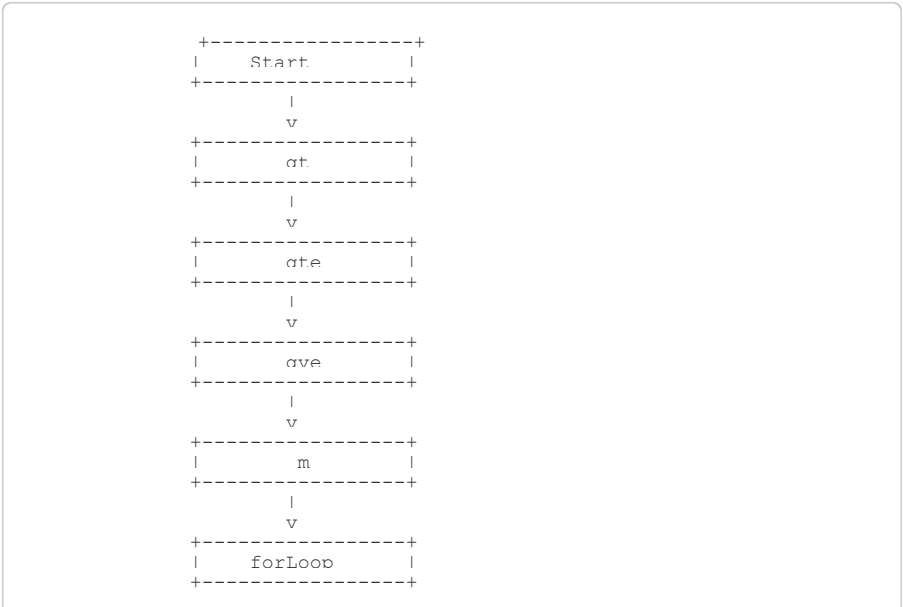 +-----------------+
|    Start        |
+-----------------+
        |
        v
+-----------------+
|       gt        |
+-----------------+
        |
        v
+-----------------+
|       gte       |
+-----------------+
        |
        v
+-----------------+
|       gve       |
+-----------------+
        |
        v
+-----------------+
|        m        |
+-----------------+
        |
        v
+-----------------+
|    forLoop      |
+-----------------+